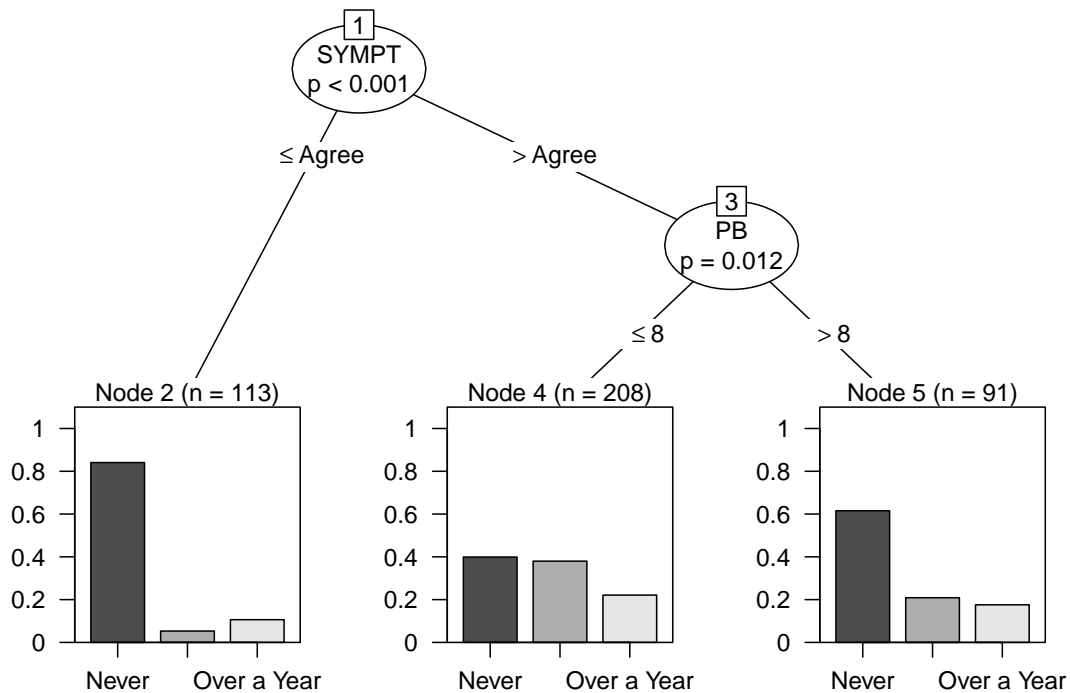 1
SYMPT
p < 0.001
≤ Agree
> Agree
3
PB
p = 0.012
≤ 8
> 8
Node 2 (n = 113)
1
0.8
0.6
0.4
0.2
0
Never
Over a Year
Node 4 (n = 208)
1
0.8
0.6
0.4
0.2
0
Never
Over a Year
Node 5 (n = 91)
1
0.8
0.6
0.4
0.2
0
Never
Over a Year